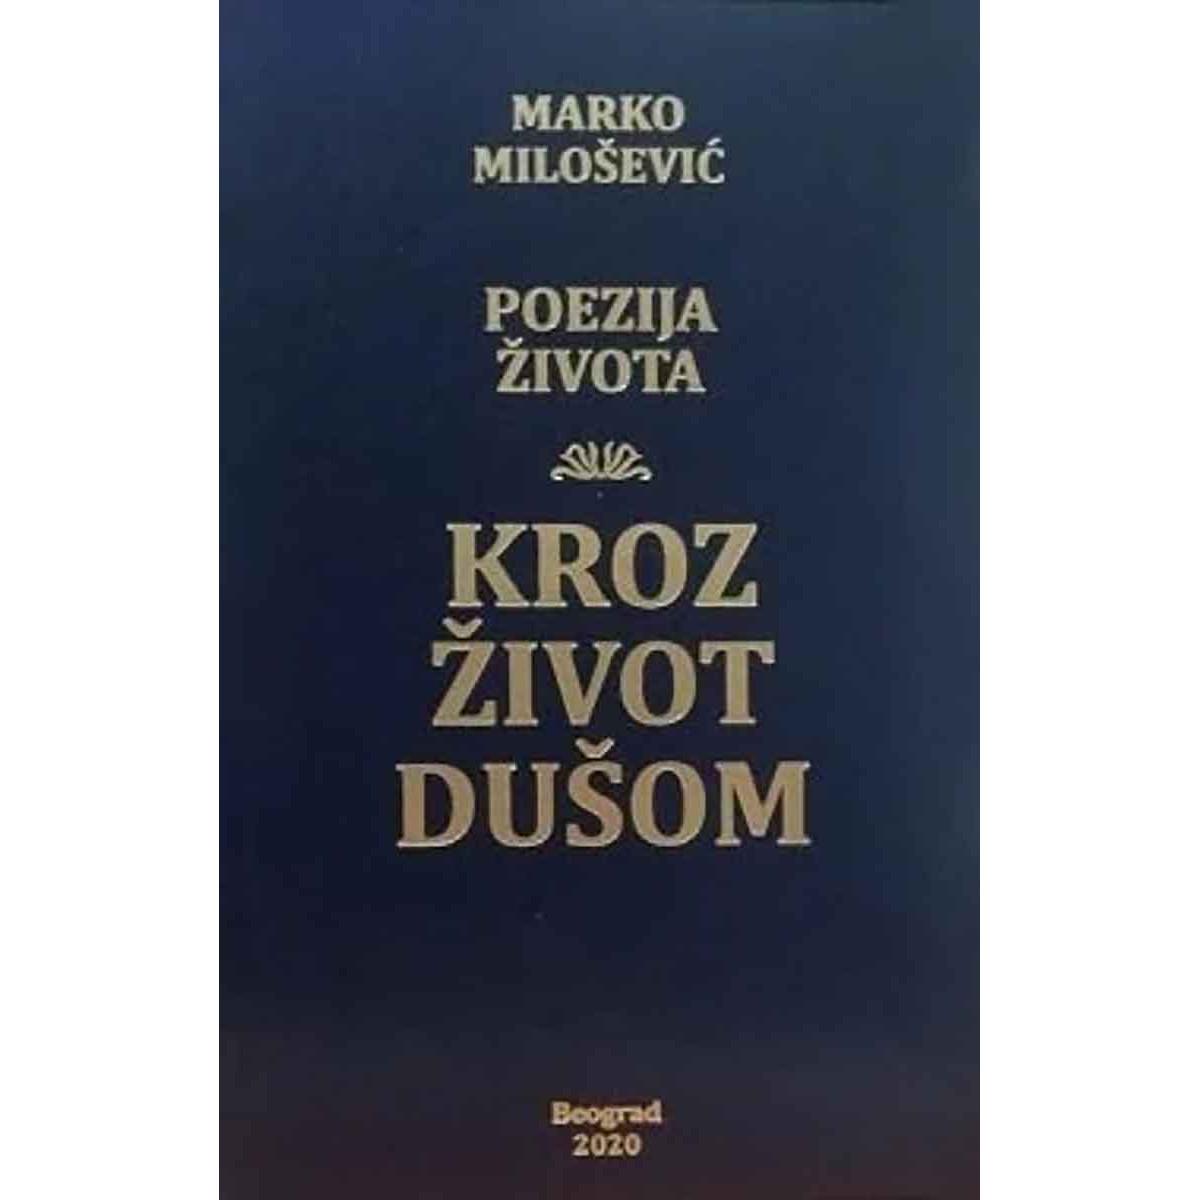 MARKO
MILOŠEVIĆ
POEZIJA
ŽIVOTA
KROZ
ŽIVOT
DUŠOM
Beograd
2020